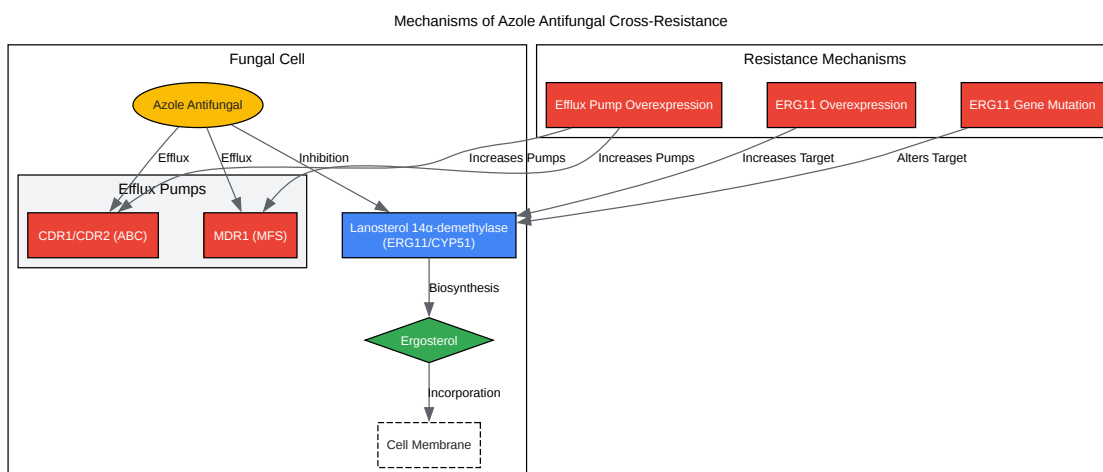 Mechanisms of Azole Antifungal Cross-Resistance
Fungal Cell
Resistance Mechanisms
Azole Antifungal
Efflux Pump Overexpression
ERG11 Overexpression
ERG11 Gene Mutation
Efflux
Efflux
Inhibition
Increases Pumps
Increases Pumps
Increases Target
Alters Target
Efflux Pumps
CDR1/CDR2 (ABC)
MDR1 (MFS)
Lanosterol 14α-demethylase
(ERG11/CYP51)
Biosynthesis
Ergosterol
Incorporation
Cell Membrane